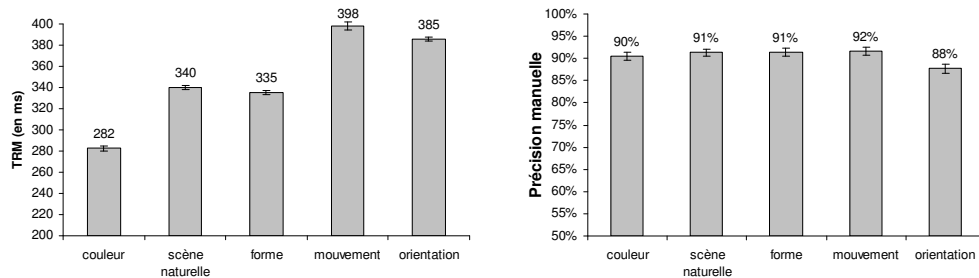 TRM (en ms)
400
380
360
340
320
300
280
260
240
220
200
282
340
335
398
385
couleur
scène
naturelle
forme
mouvement
orientation
Précision manuelle
100%
95%
90%
85%
80%
75%
70%
65%
60%
55%
50%
90%
91%
91%
92%
88%
couleur
scène
naturelle
forme
mouvement
orientation